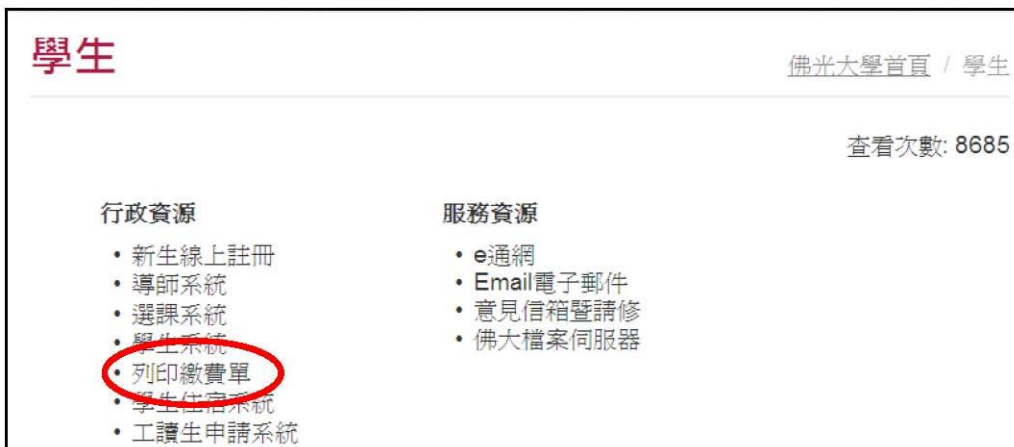 學生
佛光大學首頁 / 學生
查看次數: 8685
行政資源
• 新生線上註冊
• 導師系統
• 選課系統
• 學生系統
• 列印繳費單
• 學生住宿系統
• 工讀生申請系統
服務資源
• e通網
• Email電子郵件
• 意見信箱暨請修
• 佛大檔案伺服器